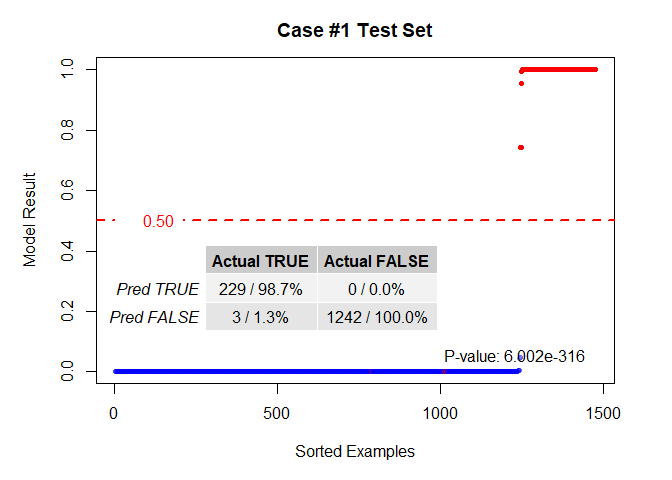 Case #1 Test Set
Model Result
1.0
0.8
0.6
0.50
0.4
Actual TRUE Actual FALSE
Pred TRUE 229 / 98.7% 0 / 0.0%
Pred FALSE 3 / 1.3% 1242 / 100.0%
0.2
P-value: 6.002e-316
0.0
0 500 1000 1500
Sorted Examples